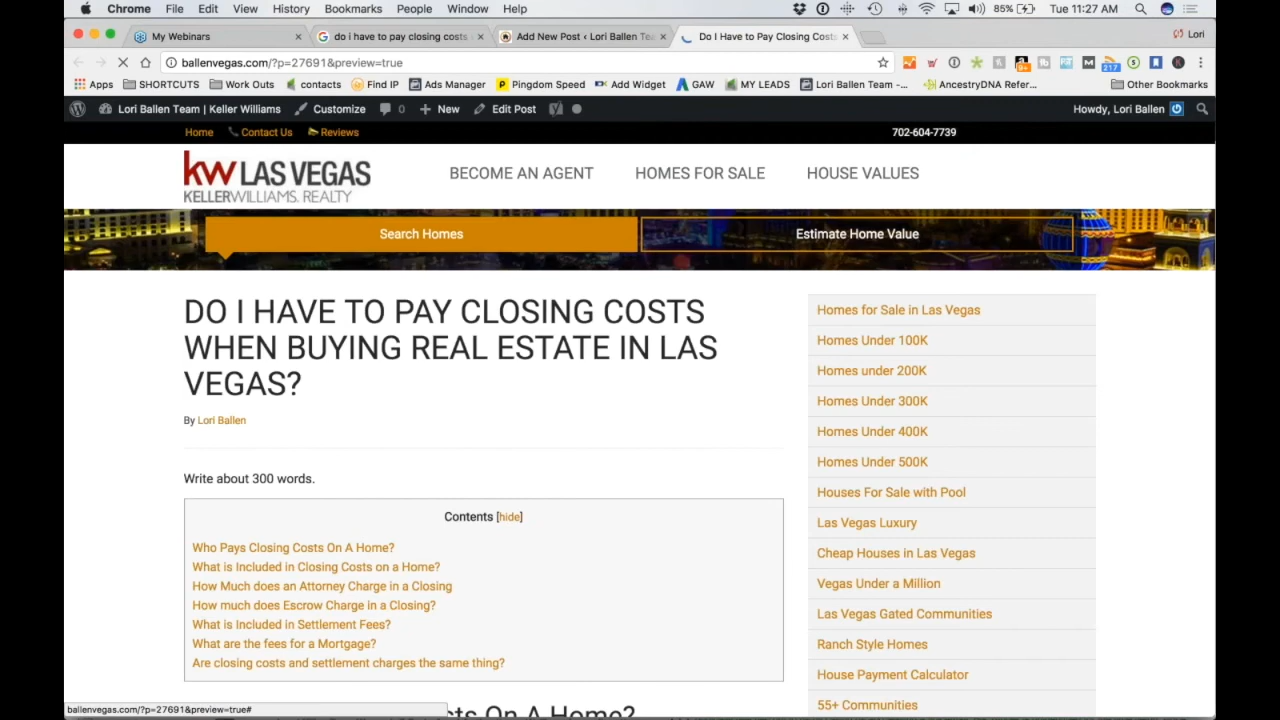 Chrome File Edit View History Bookmarks People Window Help 85% Tue 11:27 AM
My Webinars × do i have to pay closing costs × Add New Post ‹ Lori Ballen Te × Do I Have to Pay Closing Costs × Lori
ballenvegas.com/?p=27691&preview=true
Apps SHORTCUTS Work Outs contacts Find IP Ads Manager Pingdom Speed Add Widget GAW MY LEADS Lori Ballen Team -... AncestryDNA Refer... Other Bookmarks
Lori Ballen Team | Keller Williams Customize 0 + New Edit Post Howdy, Lori Ballen
Home Contact Us Reviews 702-604-7739
kw LAS VEGAS
KELLERWILLIAMS. REALTY
BECOME AN AGENT HOMES FOR SALE HOUSE VALUES
Search Homes Estimate Home Value
DO I HAVE TO PAY CLOSING COSTS
WHEN BUYING REAL ESTATE IN LAS
VEGAS?
By Lori Ballen
Write about 300 words.
Contents [hide]
Who Pays Closing Costs On A Home?
What is Included in Closing Costs on a Home?
How Much does an Attorney Charge in a Closing
How much does Escrow Charge in a Closing?
What is Included in Settlement Fees?
What are the fees for a Mortgage?
Are closing costs and settlement charges the same thing?
Homes for Sale in Las Vegas
Homes Under 100K
Homes under 200K
Homes Under 300K
Homes Under 400K
Homes Under 500K
Houses For Sale with Pool
Las Vegas Luxury
Cheap Houses in Las Vegas
Vegas Under a Million
Las Vegas Gated Communities
Ranch Style Homes
House Payment Calculator
55+ Communities
ts On A Home?
ballenvegas.com/?p=27691&preview=true#